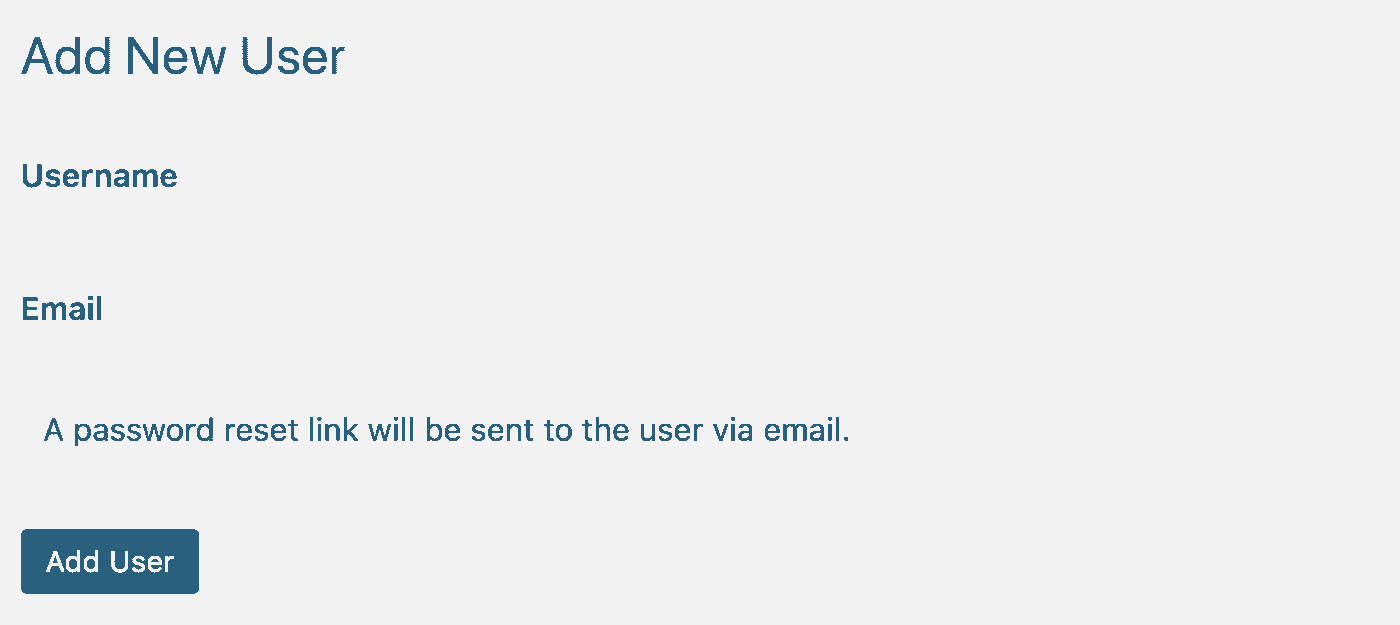 Add New User
Username
Email
A password reset link will be sent to the user via email.
Add User